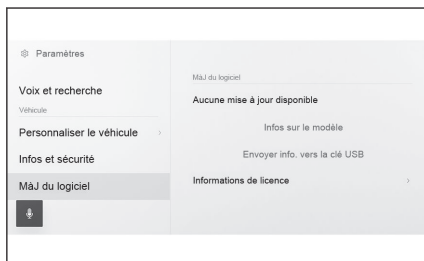 Paramètres
Voix et recherche
Véhicule
Personnaliser le véhicule
Infos et sécurité
MàJ du logiciel
MàJ du logiciel
Aucune mise à jour disponible
Infos sur le modèle
Envoyer info. vers la clé USB
Informations de licence